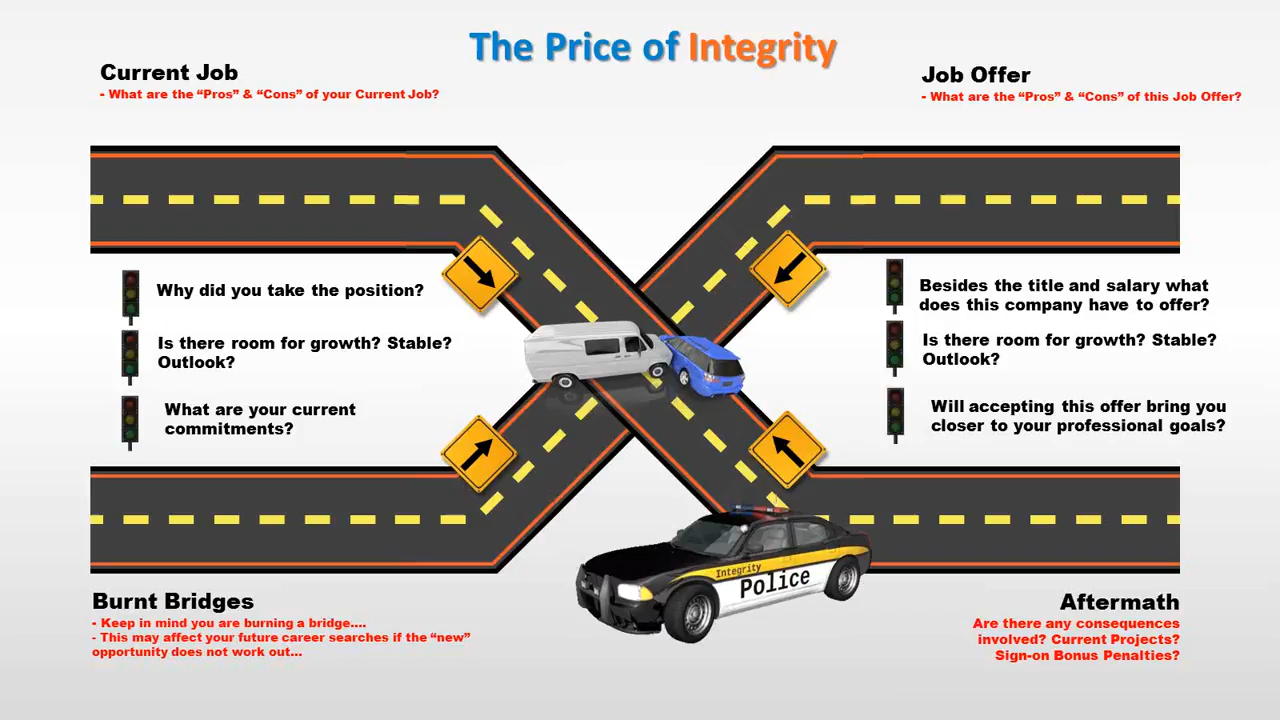 The Price of Integrity
Current Job
- What are the “Pros” & “Cons” of your Current Job?
Job Offer
- What are the “Pros” & “Cons” of this Job Offer?
Why did you take the position?
Is there room for growth? Stable?
Outlook?
What are your current
commitments?
Besides the title and salary what
does this company have to offer?
Is there room for growth? Stable?
Outlook?
Will accepting this offer bring you
closer to your professional goals?
Integrity
Police
Burnt Bridges
- Keep in mind you are burning a bridge....
- This may affect your future career searches if the “new”
opportunity does not work out...
Aftermath
Are there any consequences
involved? Current Projects?
Sign-on Bonus Penalties?